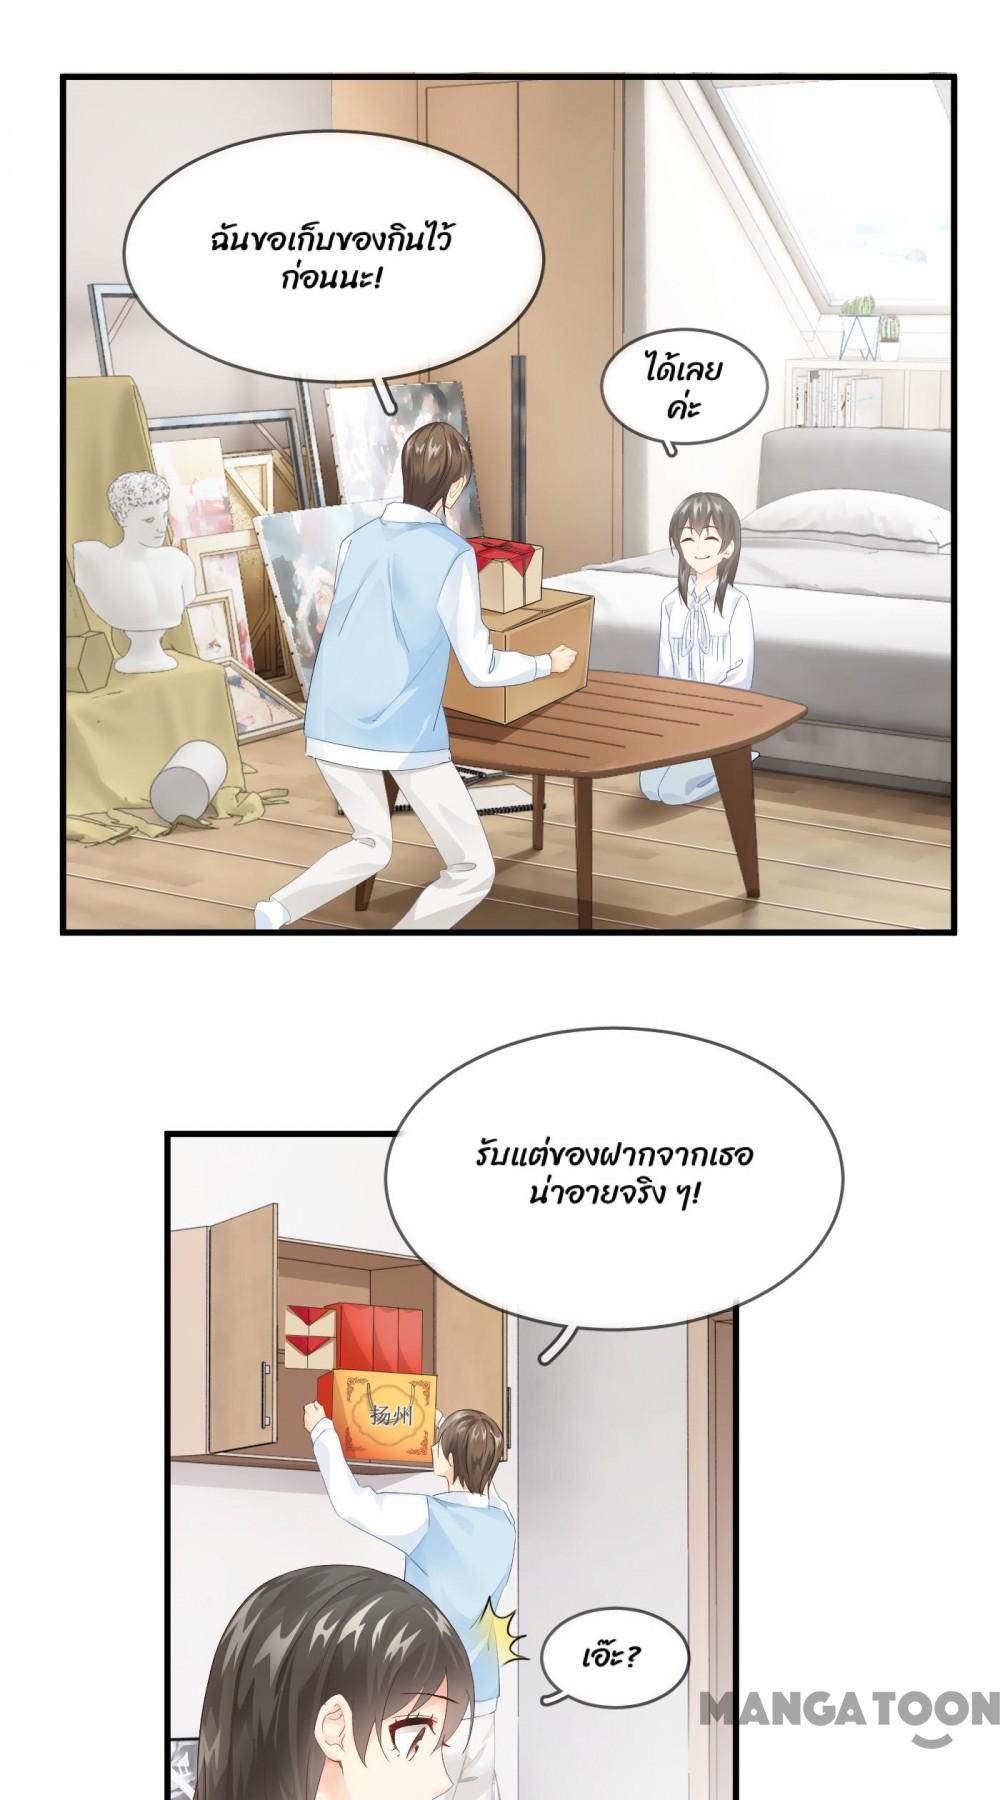 ฉันขอเก็บของกินไว้
ก่อนนะ!
ได้เลย
ค่ะ
รับแต่ของฝากจากเธอ
น่าอายจริง ๆ!
扬州
เอ๊ะ?
MANGATOON